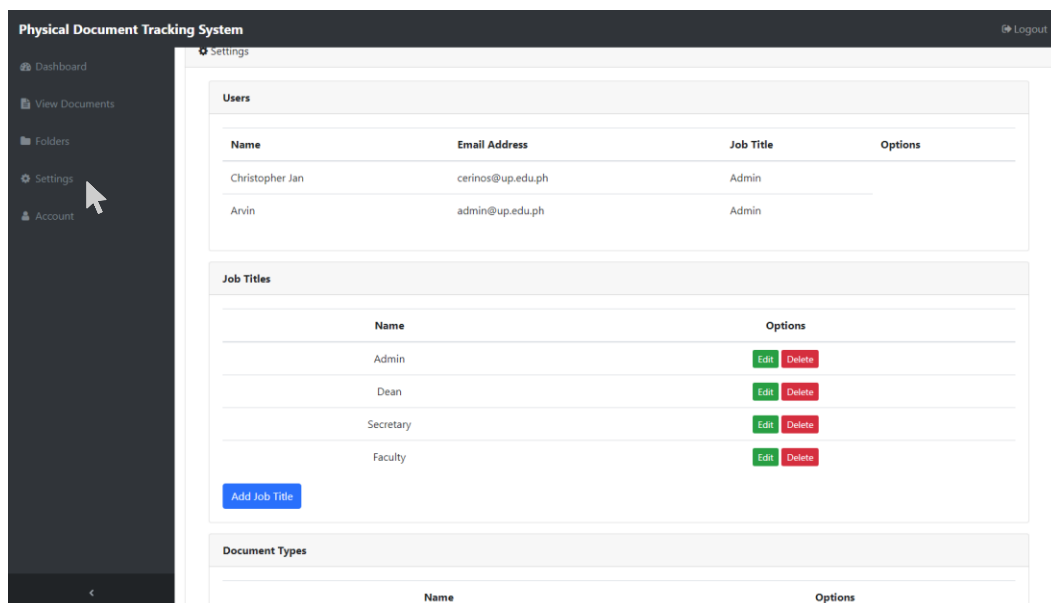 Physical Document Tracking System
Logout
Dashboard
View Documents
Folders
Settings
Account
Settings
Users
Name Email Address Job Title Options
Christopher Jan cerinos@up.edu.ph Admin
Arvin admin@up.edu.ph Admin
Job Titles
Name Options
Admin Edit Delete
Dean Edit Delete
Secretary Edit Delete
Faculty Edit Delete
Add Job Title
Document Types
Name Options